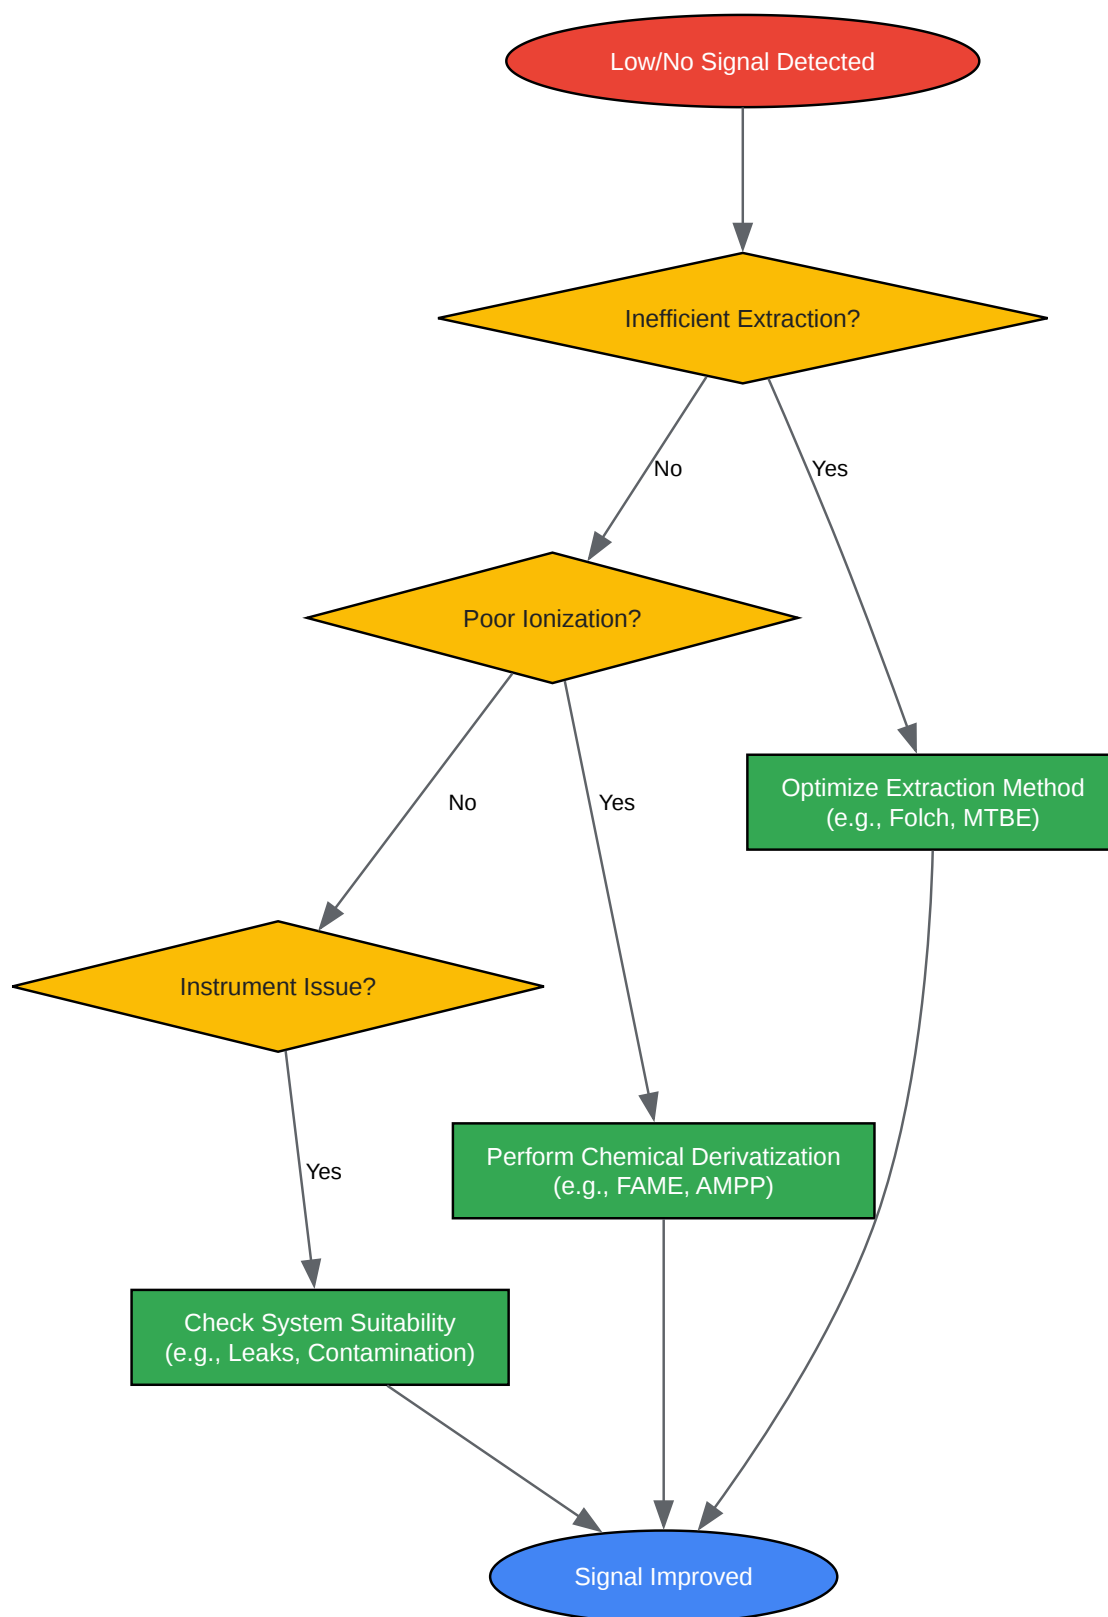 Low/No Signal Detected
Inefficient Extraction?
No
Yes
Poor Ionization?
Optimize Extraction Method
(e.g., Folch, MTBE)
No
Yes
Instrument Issue?
Perform Chemical Derivatization
(e.g., FAME, AMPP)
Yes
Check System Suitability
(e.g., Leaks, Contamination)
Signal Improved